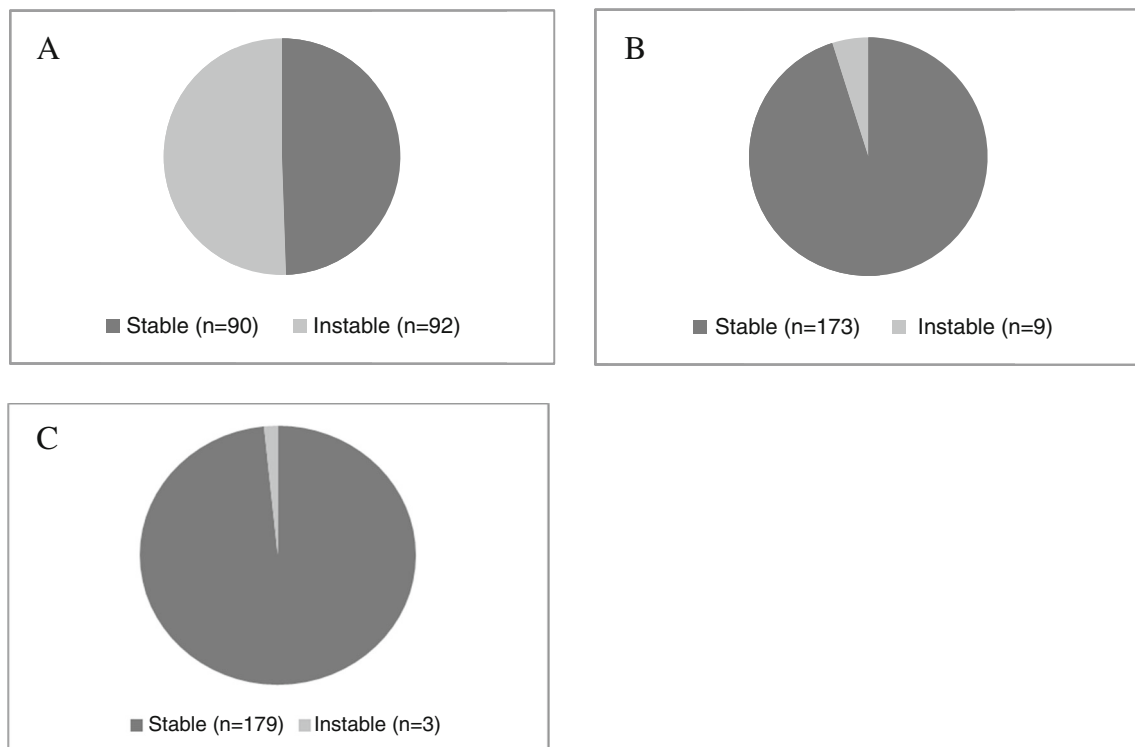 A
Stable (n=90) Instable (n=92)
B
Stable (n=173) Instable (n=9)
C
Stable (n=179) Instable (n=3)